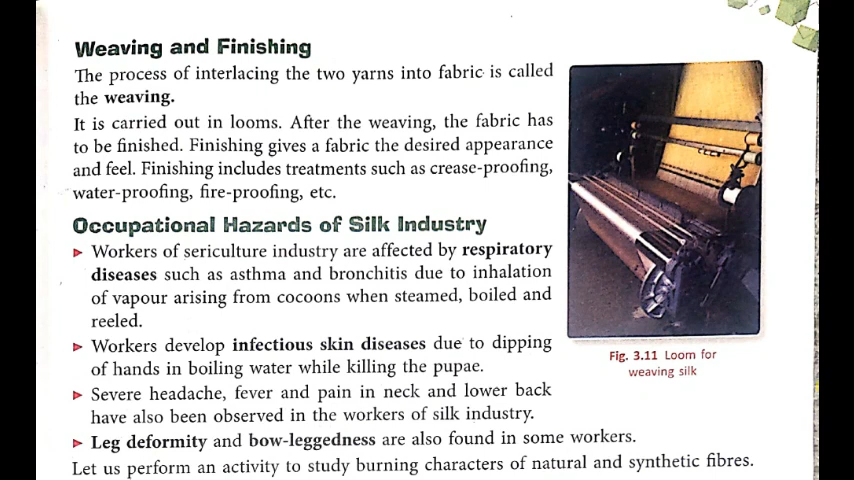 Weaving and Finishing
The process of interlacing the two yarns into fabric is called
the weaving.
It is carried out in looms. After the weaving, the fabric has
to be finished. Finishing gives a fabric the desired appearance
and feel. Finishing includes treatments such as crease-proofing,
water-proofing, fire-proofing, etc.
Occupational Hazards of Silk Industry
Workers of sericulture industry are affected by respiratory
diseases such as asthma and bronchitis due to inhalation
of vapour arising from cocoons when steamed, boiled and
reeled.
Workers develop infectious skin diseases due to dipping
of hands in boiling water while killing the pupae.
Severe headache, fever and pain in neck and lower back
have also been observed in the workers of silk industry.
Leg deformity and bow-leggedness are also found in some workers.
Let us perform an activity to study burning characters of natural and synthetic fibres.
Fig. 3.11 Loom for
weaving silk